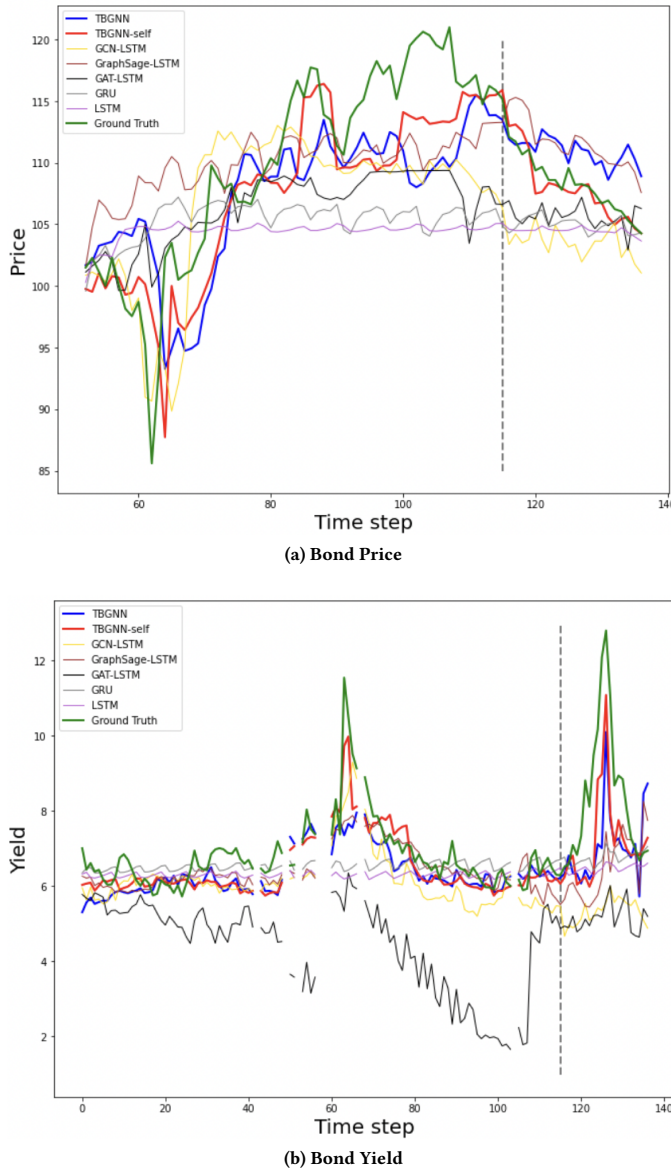 120
115
110
105
100
95
90
85
Price
TBGNN
TBGNN-self
GCN-LSTM
GraphSage-LSTM
GAT-LSTM
GRU
LSTM
Ground Truth
60
80
100
120
140
Time step
(a) Bond Price
12
10
8
6
4
2
Yield
TBGNN
TBGNN-self
GCN-LSTM
GraphSage-LSTM
GAT-LSTM
GRU
LSTM
Ground Truth
0
20
40
60
80
100
120
140
Time step
(b) Bond Yield